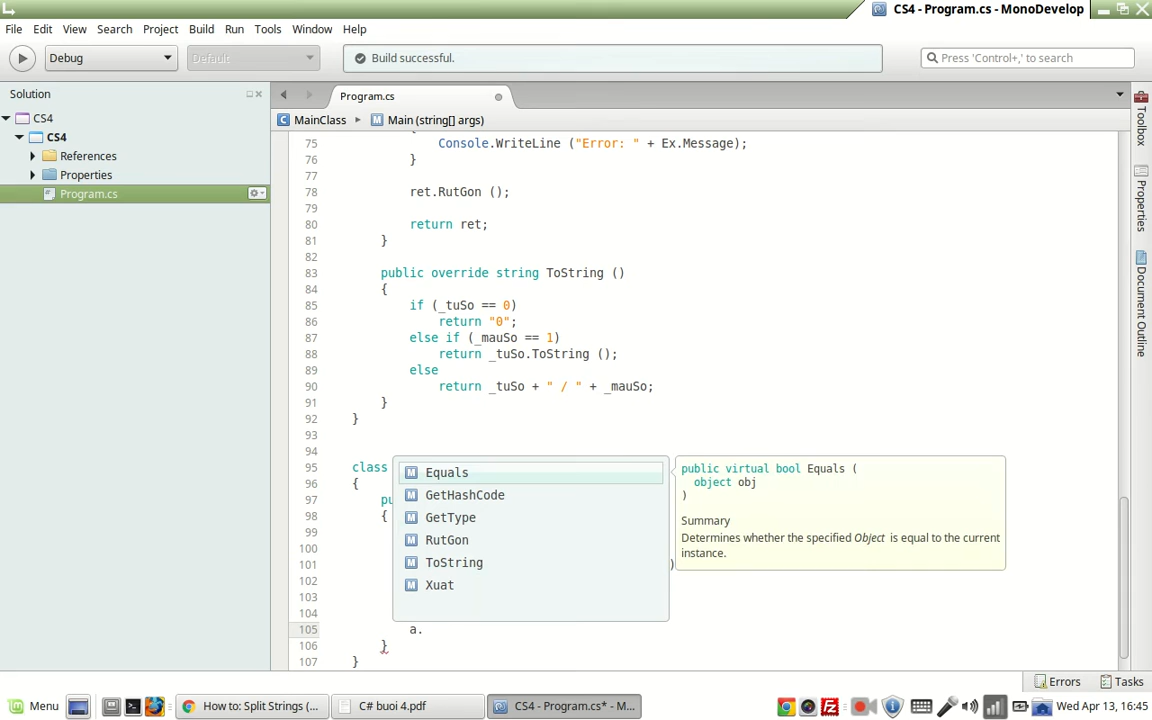 CS4 - Program.cs - MonoDevelop
File Edit View Search Project Build Run Tools Window Help
Debug
Default
Build successful.
Press 'Control+,' to search
Solution
CS4
CS4
References
Properties
Program.cs
Program.cs
MainClass
Main (string[] args)
75 Console.WriteLine ("Error: " + Ex.Message);
76 }
77
78 ret.RutGon ();
79
80 return ret;
81 }
82
83 public override string ToString ()
84 {
85 if (_tuSo == 0)
86 return "0";
87 else if (_mauSo == 1)
88 return _tuSo.ToString ();
89 else
90 return _tuSo + " / " + _mauSo;
91 }
92 }
93
94
95 class
96 {
97 pu
98 {
99
100
101 )
102
103
104
105 a.
106 }
107 }
Equals
GetHashCode
GetType
RutGon
ToString
Xuat
public virtual bool Equals (
object obj
)
Summary
Determines whether the specified Object is equal to the current
instance.
Toolbox
Properties
Document Outline
Errors
Tasks
Menu
How to: Split Strings (...
C# buoi 4.pdf
CS4 - Program.cs* - M...
Wed Apr 13, 16:45